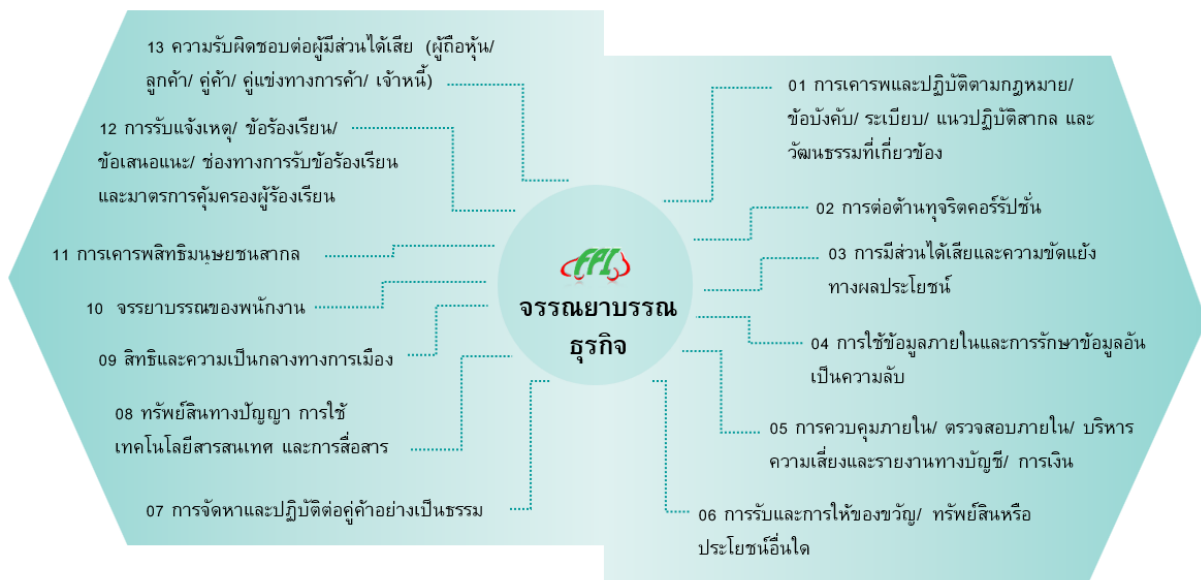 13 ความรับผิดชอบต่อผู้มีส่วนได้เสีย (ผู้ถือหุ้น/
ลูกค้า/ คู่ค้า/ คู่แข่งทางการค้า/ เจ้าหนี้)
12 การรับแจ้งเหตุ/ ข้อร้องเรียน/
ข้อเสนอแนะ/ ช่องทางการรับข้อร้องเรียน
และมาตรการคุ้มครองผู้ร้องเรียน
11 การเคารพสิทธิมนุษยชนสากล
10 จรรยาบรรณของพนักงาน
09 สิทธิและความเป็นกลางทางการเมือง
08 ทรัพย์สินทางปัญญา การใช้
เทคโนโลยีสารสนเทศ และการสื่อสาร
07 การจัดหาและปฏิบัติต่อคู่ค้าอย่างเป็นธรรม
FPI
จรรณยาบรรณ
ธุรกิจ
01 การเคารพและปฏิบัติตามกฎหมาย/
ข้อบังคับ/ ระเบียบ/ แนวปฏิบัติสากล และ
วัฒนธรรมที่เกี่ยวข้อง
02 การต่อต้านทุจริตคอร์รัปชั่น
03 การมีส่วนได้เสียและความขัดแย้ง
ทางผลประโยชน์
04 การใช้ข้อมูลภายในและการรักษาข้อมูลอัน
เป็นความลับ
05 การควบคุมภายใน/ ตรวจสอบภายใน/ บริหาร
ความเสี่ยงและรายงานทางบัญชี/ การเงิน
06 การรับและการให้ของขวัญ/ ทรัพย์สินหรือ
ประโยชน์อื่นใด